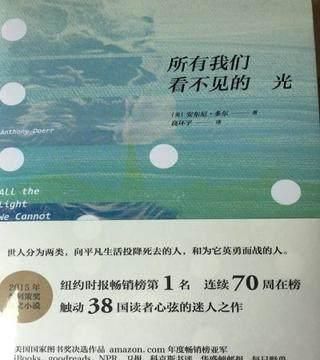 所有我们
看不见的 光
[美] 安东尼·多尔 —— 著
高环宇 —— 译
Anthony Doerr
All the
Light
We Cannot
世人分为两类，向平凡生活投降死去的人，和为它英勇而战的人。
2015年
普利策奖
小说
纽约时报畅销榜第1名 连续70周在榜
触动38国读者心弦的迷人之作
美国国家图书奖决选作品 amazon.com 年度畅销榜亚军
iBooks、goodreads、NPR